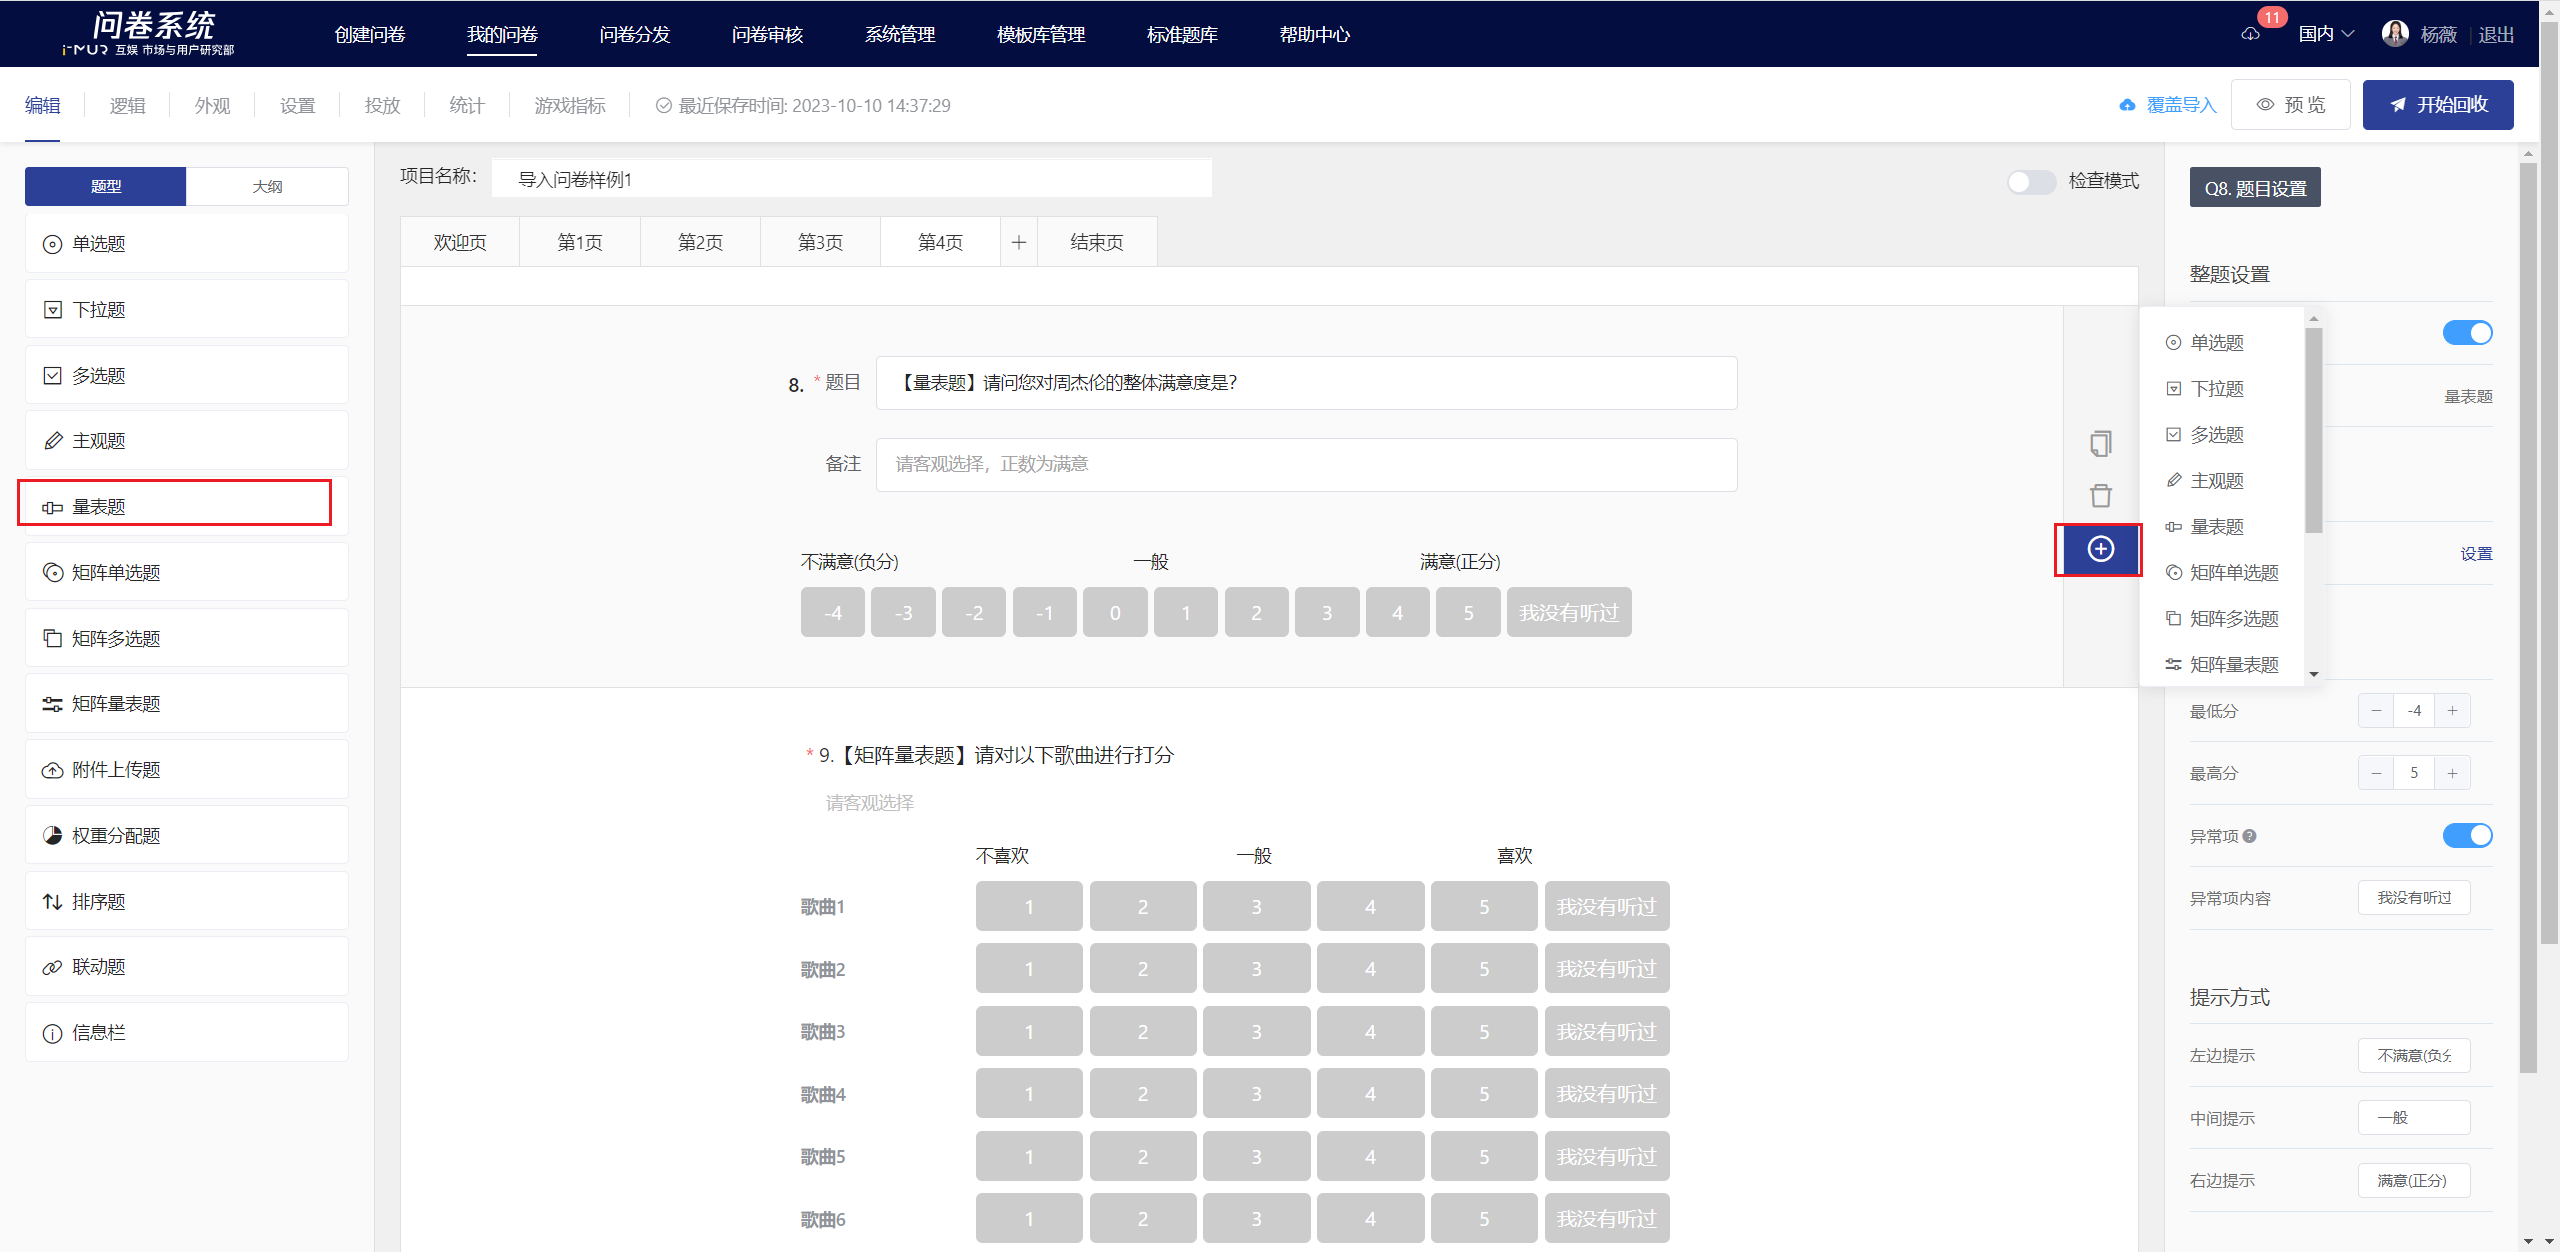 问卷系统
i-MUR 互娱 市场与用户研究部
创建问卷
我的问卷
问卷分发
问卷审核
系统管理
模板库管理
标准题库
帮助中心
11
国内
杨薇
退出
编辑
逻辑
外观
设置
投放
统计
游戏指标
最近保存时间: 2023-10-10 14:37:29
覆盖导入
预 览
开始回收
题型
大纲
单选题
下拉题
多选题
主观题
量表题
矩阵单选题
矩阵多选题
矩阵量表题
附件上传题
权重分配题
排序题
联动题
信息栏
项目名称:
导入问卷样例1
检查模式
欢迎页
第1页
第2页
第3页
第4页
+
结束页
8. * 题目
【量表题】请问您对周杰伦的整体满意度是?
备注
请客观选择，正数为满意
不满意(负分) 一般 满意(正分)
-4 -3 -2 -1 0 1 2 3 4 5 我没有听过
* 9.【矩阵量表题】请对以下歌曲进行打分
请客观选择
不喜欢 一般 喜欢
歌曲1 1 2 3 4 5 我没有听过
歌曲2 1 2 3 4 5 我没有听过
歌曲3 1 2 3 4 5 我没有听过
歌曲4 1 2 3 4 5 我没有听过
歌曲5 1 2 3 4 5 我没有听过
歌曲6 1 2 3 4 5 我没有听过
单选题
下拉题
多选题
主观题
量表题
矩阵单选题
矩阵多选题
矩阵量表题
Q8. 题目设置
整题设置
量表题
设置
最低分 − -4 +
最高分 − 5 +
异常项
异常项内容 我没有听过
提示方式
左边提示 不满意(负分
中间提示 一般
右边提示 满意(正分)